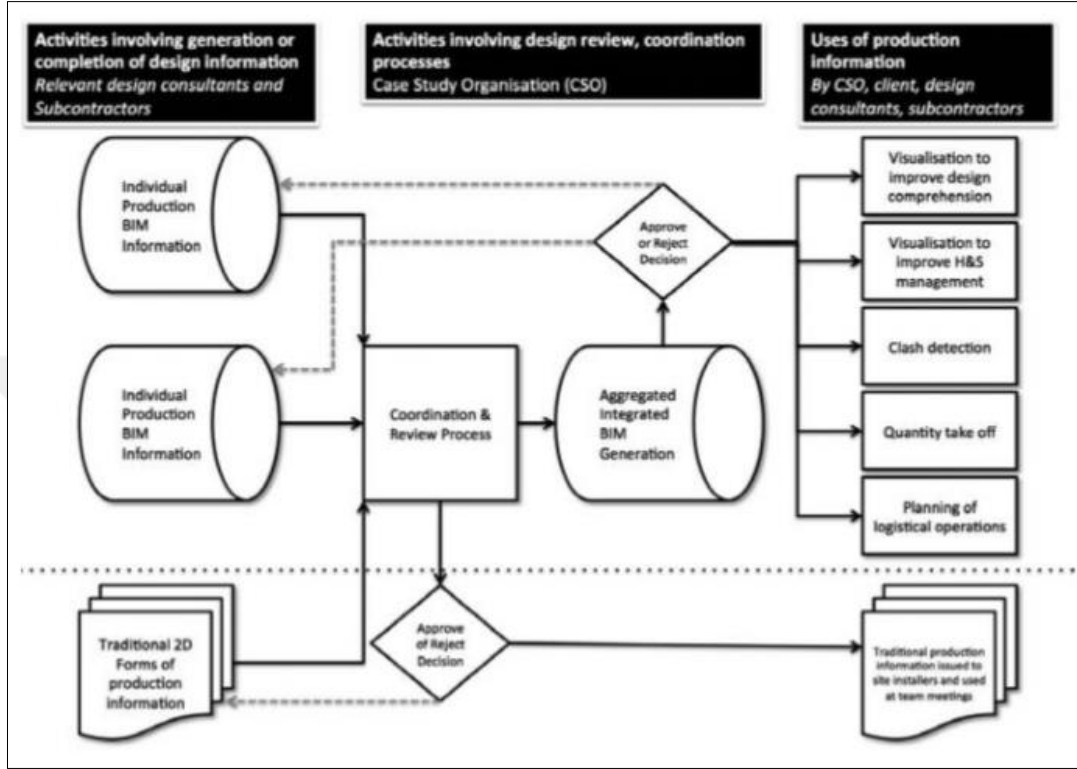 Activities involving generation or
completion of design information
Relevant design consultants and
Subcontractors
Activities involving design review, coordination
processes
Case Study Organisation (CSO)
Uses of production
information
By CSO, client, design
consultants, subcontractors
Individual
Production
BIM
Information
Approve
or Reject
Decision
Visualisation to
improve design
comprehension
Visualisation to
improve H&S
management
Clash detection
Individual
Production
BIM
Information
Coordination &
Review Process
Aggregated
Integrated
BIM
Generation
Quantity take off
Planning of
logistical operations
Traditional 2D
Forms of
production
information
Approve
of Reject
Decision
Traditional production
information issued to
site installers and used
at team meetings